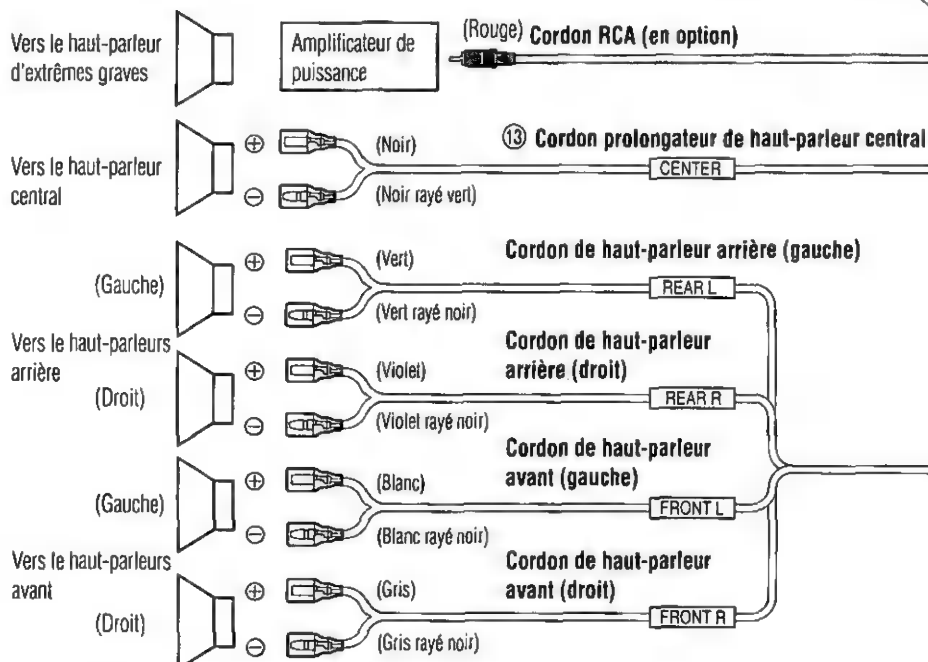 Vers le haut-parleur
d'extrêmes graves
Amplificateur de
puissance
(Rouge) Cordon RCA (en option)
Vers le haut-parleur
central
⊕ (Noir)
⊖ (Noir rayé vert)
⑬ Cordon prolongateur de haut-parleur central
CENTER
Vers le haut-parleurs
arrière
(Gauche)
⊕ (Vert)
⊖ (Vert rayé noir)
Cordon de haut-parleur arrière (gauche)
REAR L
(Droit)
⊕ (Violet)
⊖ (Violet rayé noir)
Cordon de haut-parleur
arrière (droit)
REAR R
Vers le haut-parleurs
avant
(Gauche)
⊕ (Blanc)
⊖ (Blanc rayé noir)
Cordon de haut-parleur
avant (gauche)
FRONT L
(Droit)
⊕ (Gris)
⊖ (Gris rayé noir)
Cordon de haut-parleur
avant (droit)
FRONT R